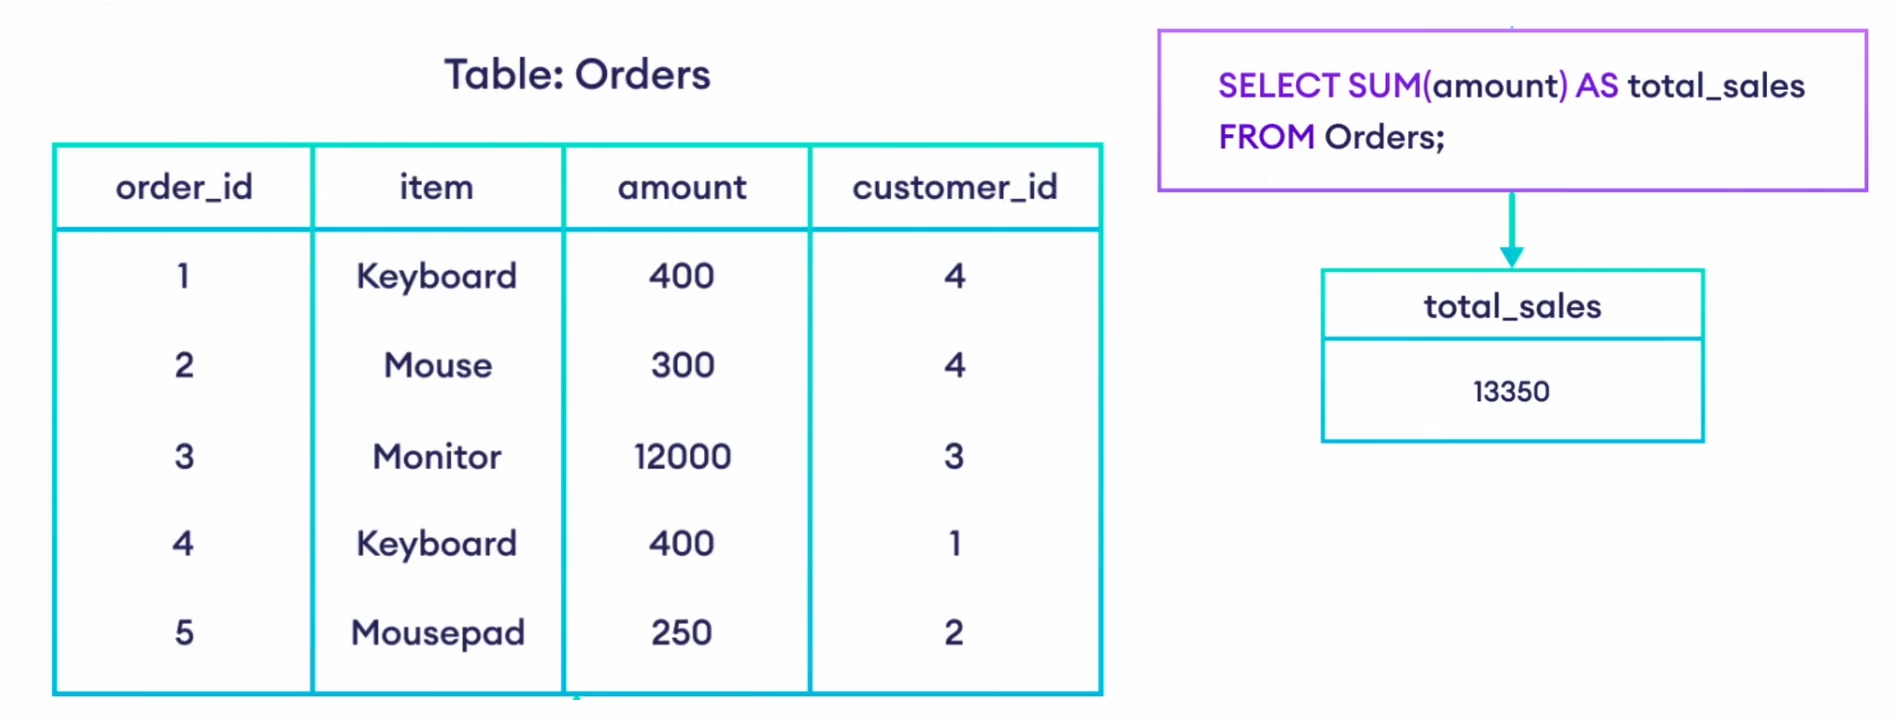 Table: Orders
order_id item amount customer_id
1 Keyboard 400 4
2 Mouse 300 4
3 Monitor 12000 3
4 Keyboard 400 1
5 Mousepad 250 2
SELECT SUM(amount) AS total_sales
FROM Orders;
total_sales
13350